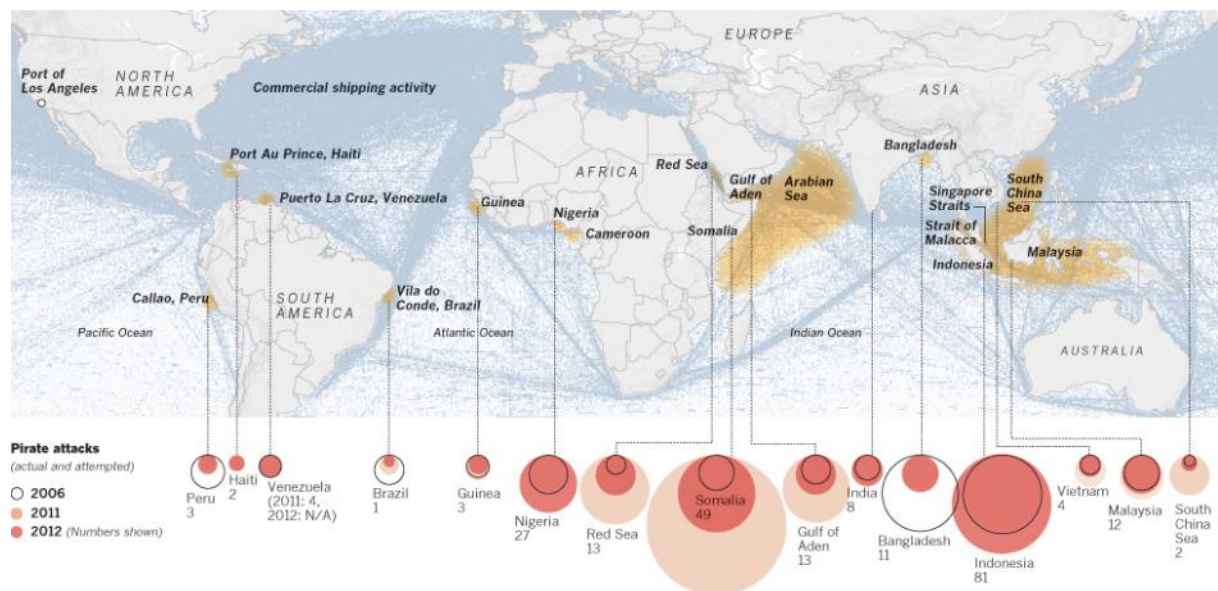 EUROPE
Port of
Los Angeles
NORTH
AMERICA
Commercial shipping activity
ASIA
Port Au Prince, Haiti
Puerto La Cruz, Venezuela
AFRICA
Red Sea
Gulf of
Aden
Arabian
Sea
Bangladesh
Guinea
Nigeria
Cameroon
Somalia
Singapore
Straits
South
China
Sea
Strait of
Malacca
Malaysia
Indonesia
Callao, Peru
SOUTH
AMERICA
Vila do
Conde, Brazil
Pacific Ocean
Atlantic Ocean
Indian Ocean
AUSTRALIA
Pirate attacks
(actual and attempted)
2006
2011
2012 (Numbers shown)
Peru
3
Haiti
2
Venezuela
(2011: 4,
2012: N/A)
Brazil
1
Guinea
3
Nigeria
27
Red Sea
13
Somalia
49
Gulf of
Aden
13
India
8
Bangladesh
11
Indonesia
81
Vietnam
4
Malaysia
12
South
China
Sea
2